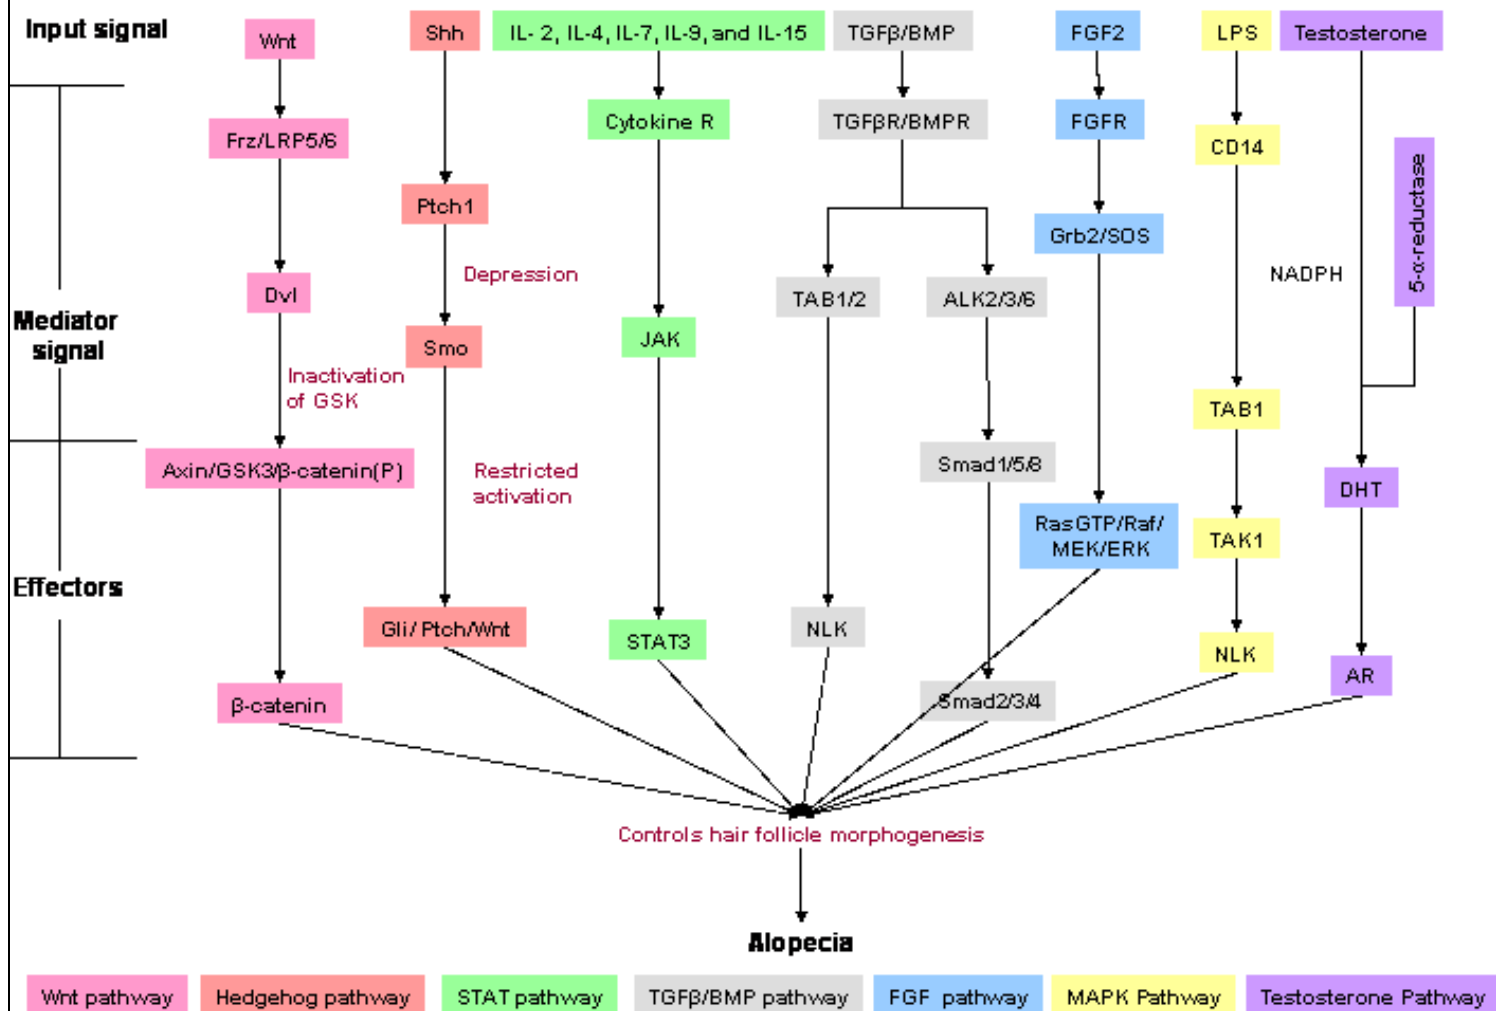 Input signal
Wnt
Shh
IL- 2, IL-4, IL-7, IL-9, and IL-15
TGFβ/BMP
FGF2
LPS
Testosterone
Frz/LRP5/6
Cytokine R
TGFβR/BMPR
FGFR
CD14
5-α-reductase
Ptch1
Grb2/SOS
Depression
NADPH
Dvl
TAB1/2
ALK2/3/6
Mediator
signal
Smo
JAK
Inactivation
of GSK
TAB1
Axin/GSK3/β-catenin(P)
Restricted
activation
Smad1/5/8
DHT
RasGTP/Raf/
MEK/ERK
TAK1
Effectors
Gli/ Ptch/Wnt
STAT3
NLK
NLK
AR
β-catenin
Smad2/3/4
Controls hair follicle morphogenesis
Alopecia
Wnt pathway
Hedgehog pathway
STAT pathway
TGFβ/BMP pathway
FGF pathway
MAPK Pathway
Testosterone Pathway